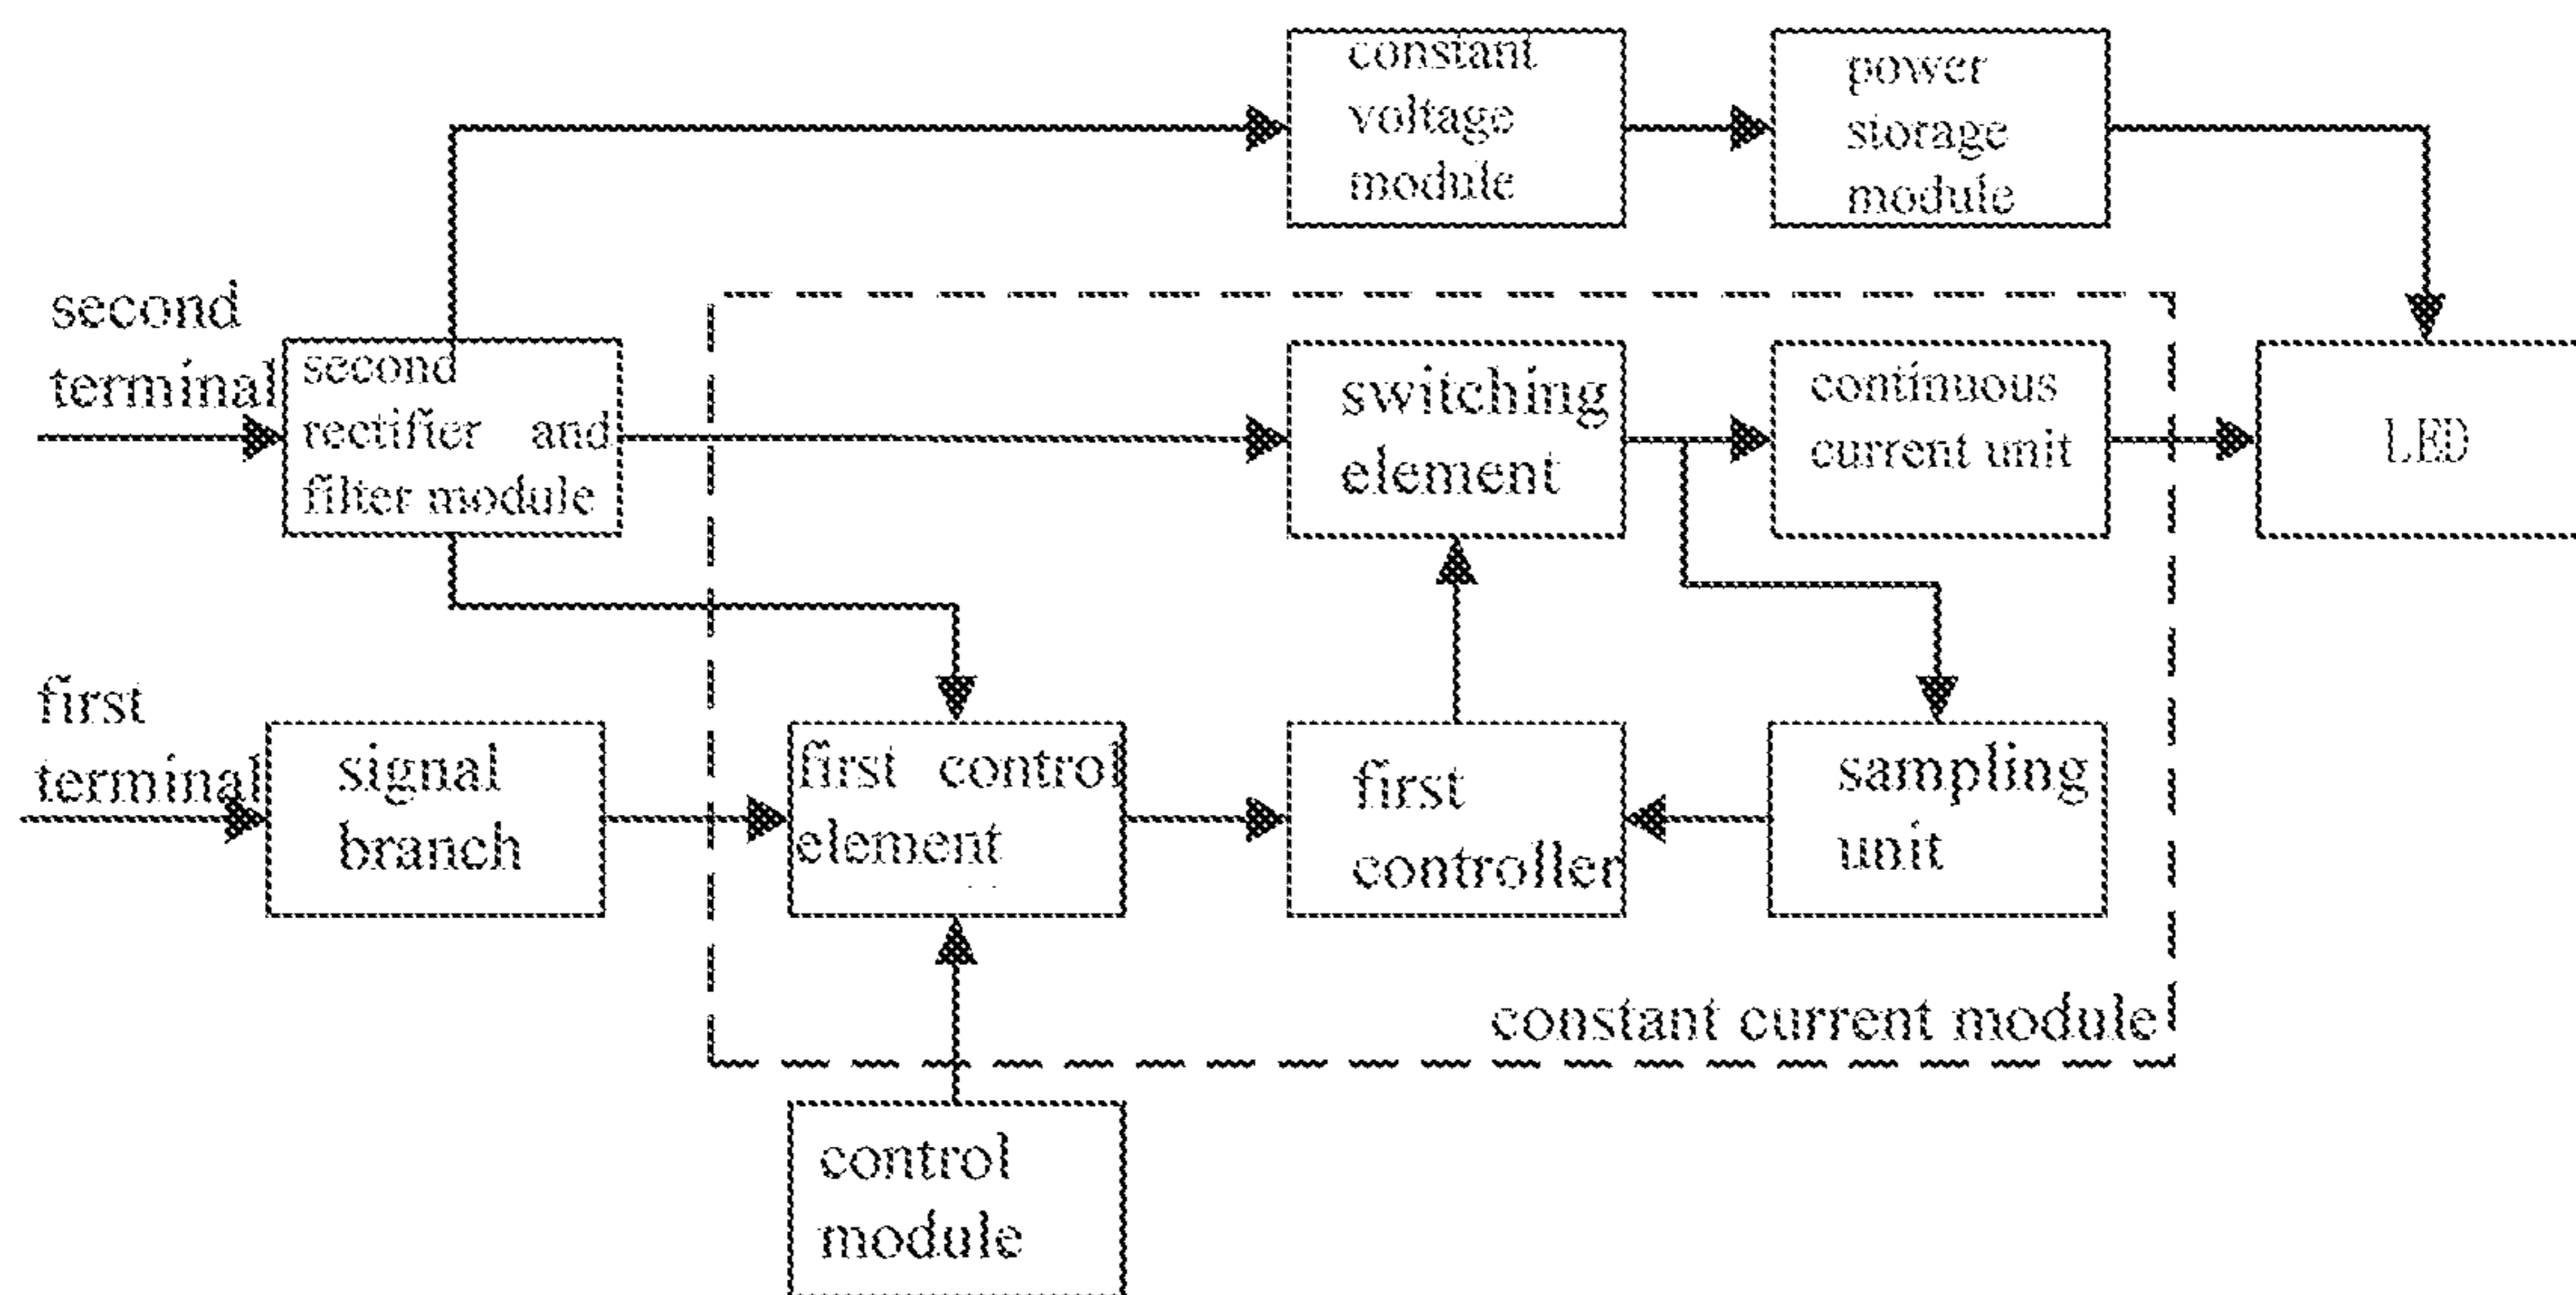 constant
voltage
module
power
storage
module
second
terminal
second
rectifier and
filter module
switching
element
continuous
current unit
LED
first
terminal
signal
branch
first control
element
first
controller
sampling
unit
constant current module
control
module